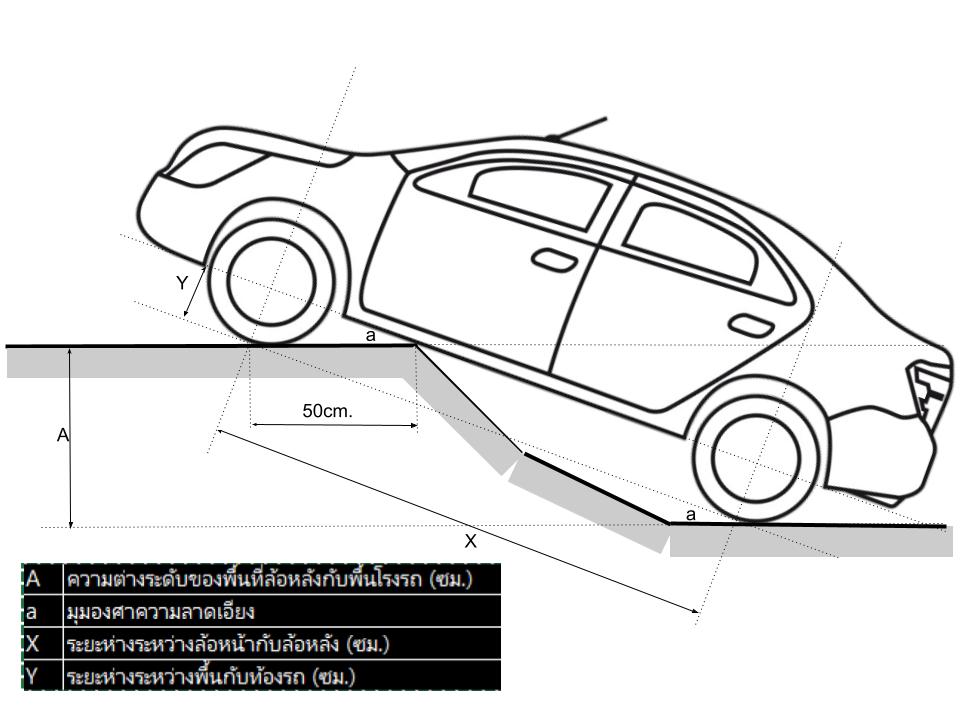 Y
a
50cm.
A
a
X
A ความต่างระดับของพื้นที่ล้อหลังกับพื้นโรงรถ (ซม.)
a มุมองศาความลาดเอียง
X ระยะห่างระหว่างล้อหน้ากับล้อหลัง (ซม.)
Y ระยะห่างระหว่างพื้นกับท้องรถ (ซม.)